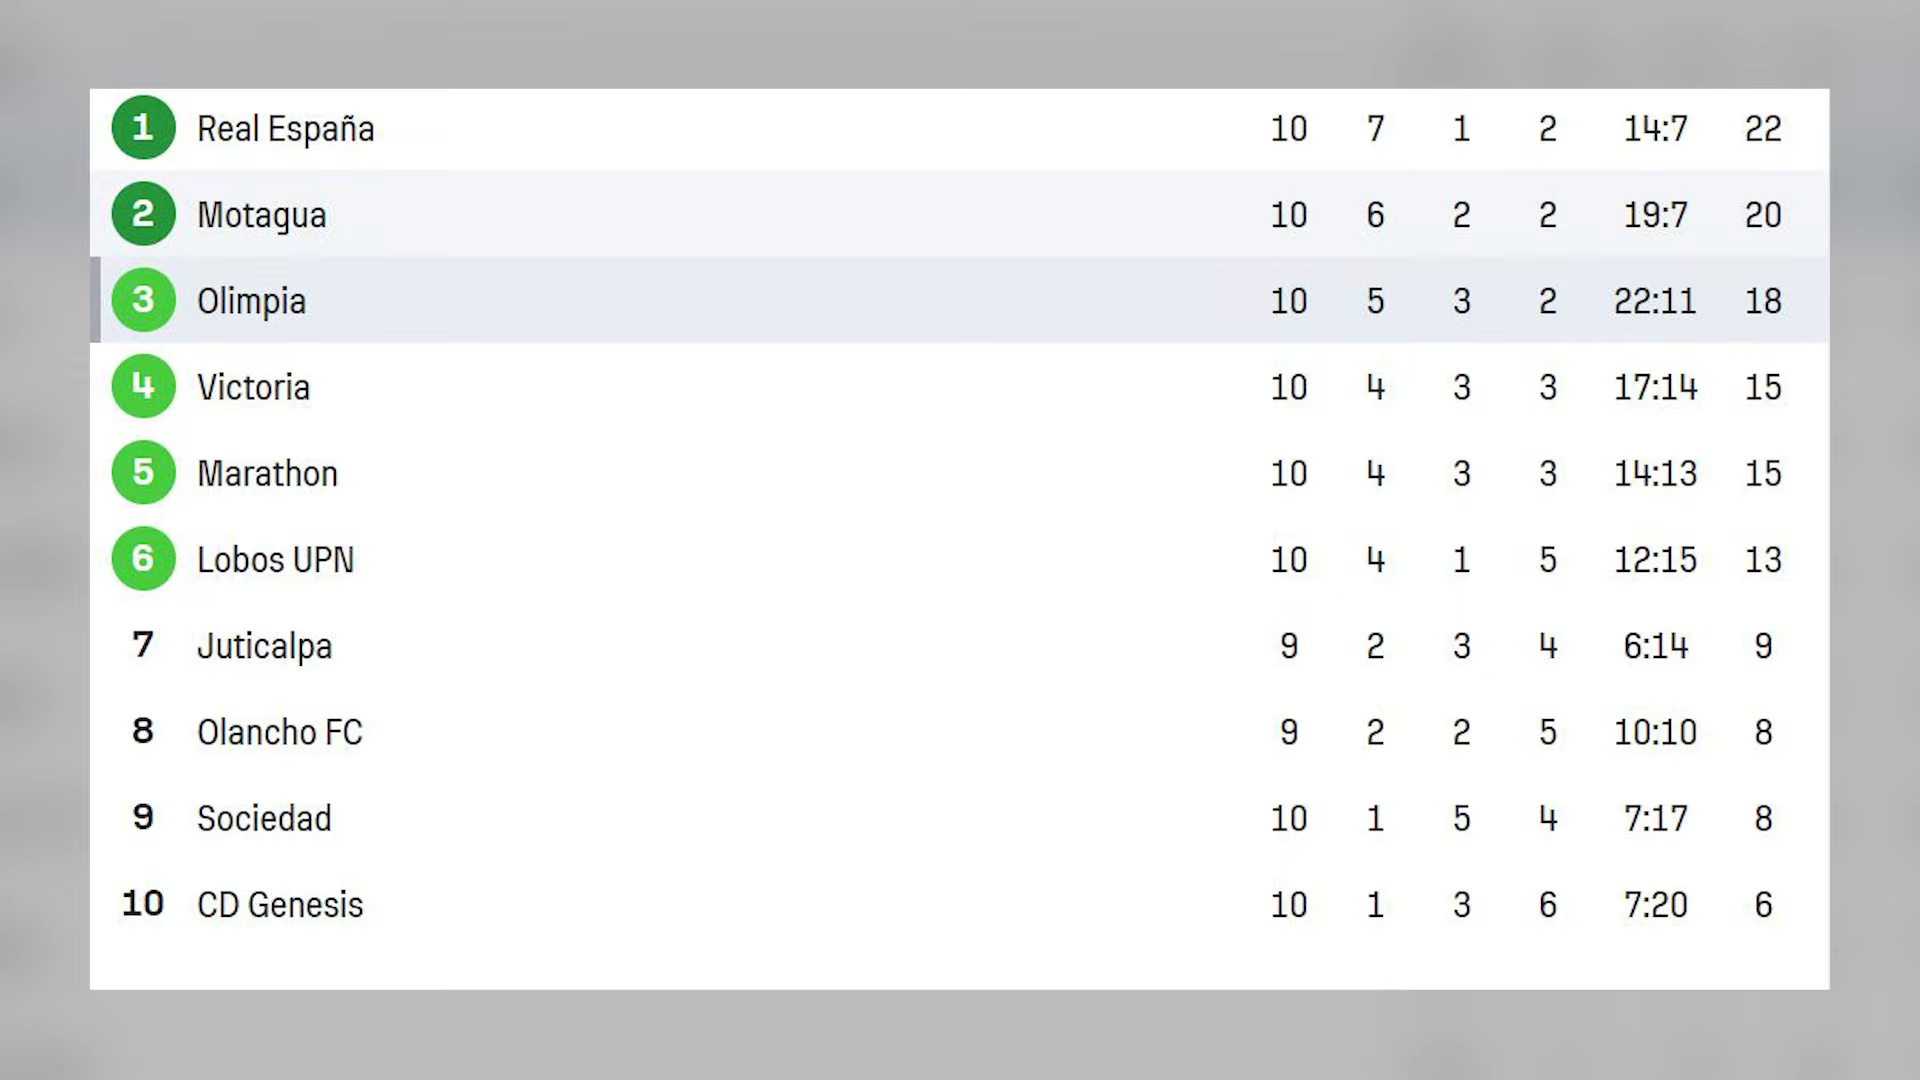 1 Real España 10 7 1 2 14:7 22
2 Motagua 10 6 2 2 19:7 20
3 Olimpia 10 5 3 2 22:11 18
4 Victoria 10 4 3 3 17:14 15
5 Marathon 10 4 3 3 14:13 15
6 Lobos UPN 10 4 1 5 12:15 13
7 Juticalpa 9 2 3 4 6:14 9
8 Olancho FC 9 2 2 5 10:10 8
9 Sociedad 10 1 5 4 7:17 8
10 CD Genesis 10 1 3 6 7:20 6